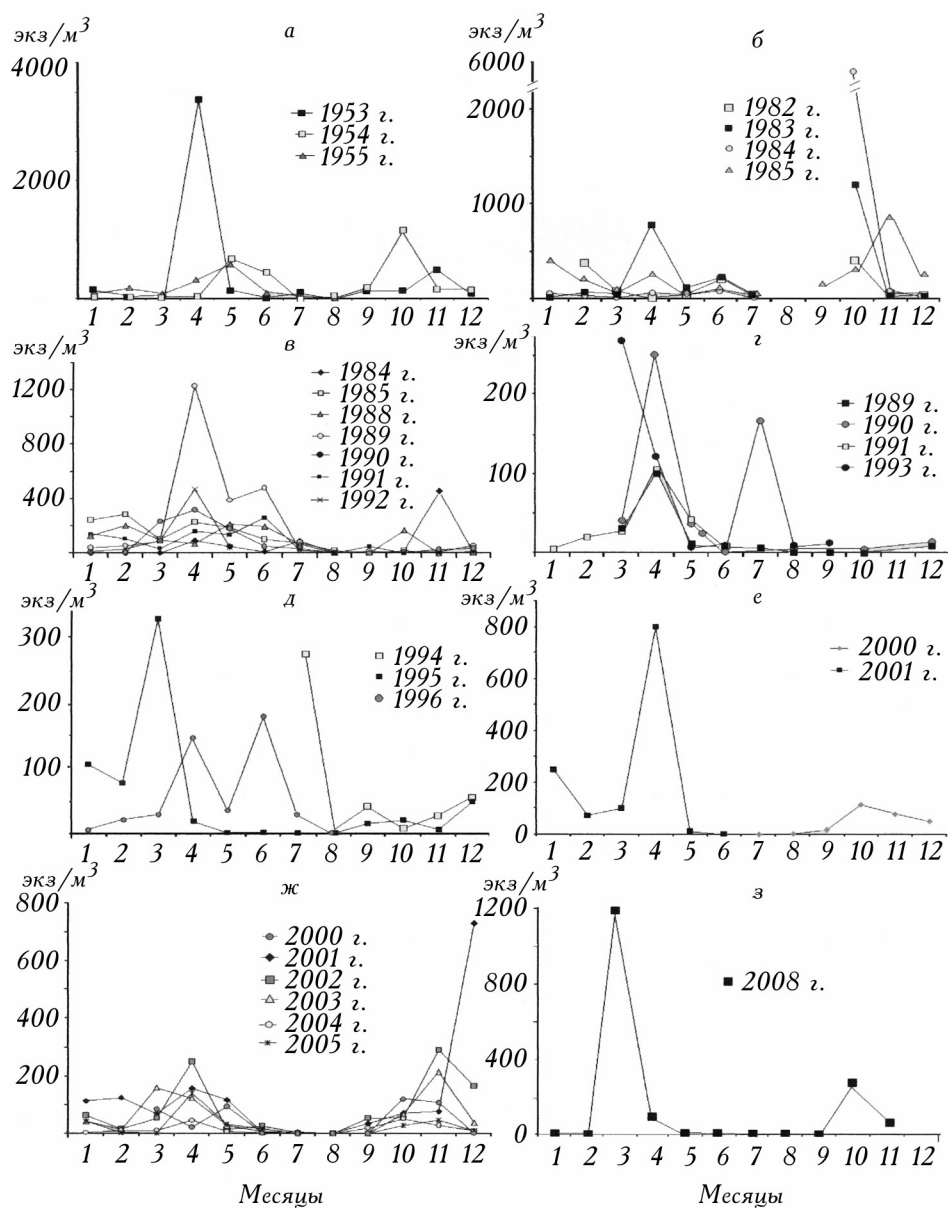 экз/м³
а
4000
2000
1953 г.
1954 г.
1955 г.
1 2 3 4 5 6 7 8 9 10 11 12
экз/м³
б
6000
2000
1000
1982 г.
1983 г.
1984 г.
1985 г.
1 2 3 4 5 6 7 8 9 10 11 12
экз/м³
в
1200
800
400
1984 г.
1985 г.
1988 г.
1989 г.
1990 г.
1991 г.
1992 г.
1 2 3 4 5 6 7 8 9 10 11 12
экз/м³
г
200
100
1989 г.
1990 г.
1991 г.
1993 г.
1 2 3 4 5 6 7 8 9 10 11 12
экз/м³
д
300
200
100
1994 г.
1995 г.
1996 г.
1 2 3 4 5 6 7 8 9 10 11 12
экз/м³
е
800
600
400
200
0
2000 г.
2001 г.
1 2 3 4 5 6 7 8 9 10 11 12
экз/м³
ж
800
600
400
200
2000 г.
2001 г.
2002 г.
2003 г.
2004 г.
2005 г.
1 2 3 4 5 6 7 8 9 10 11 12
Месяцы
экз/м³
з
1200
800
400
0
2008 г.
1 2 3 4 5 6 7 8 9 10 11 12
Месяцы